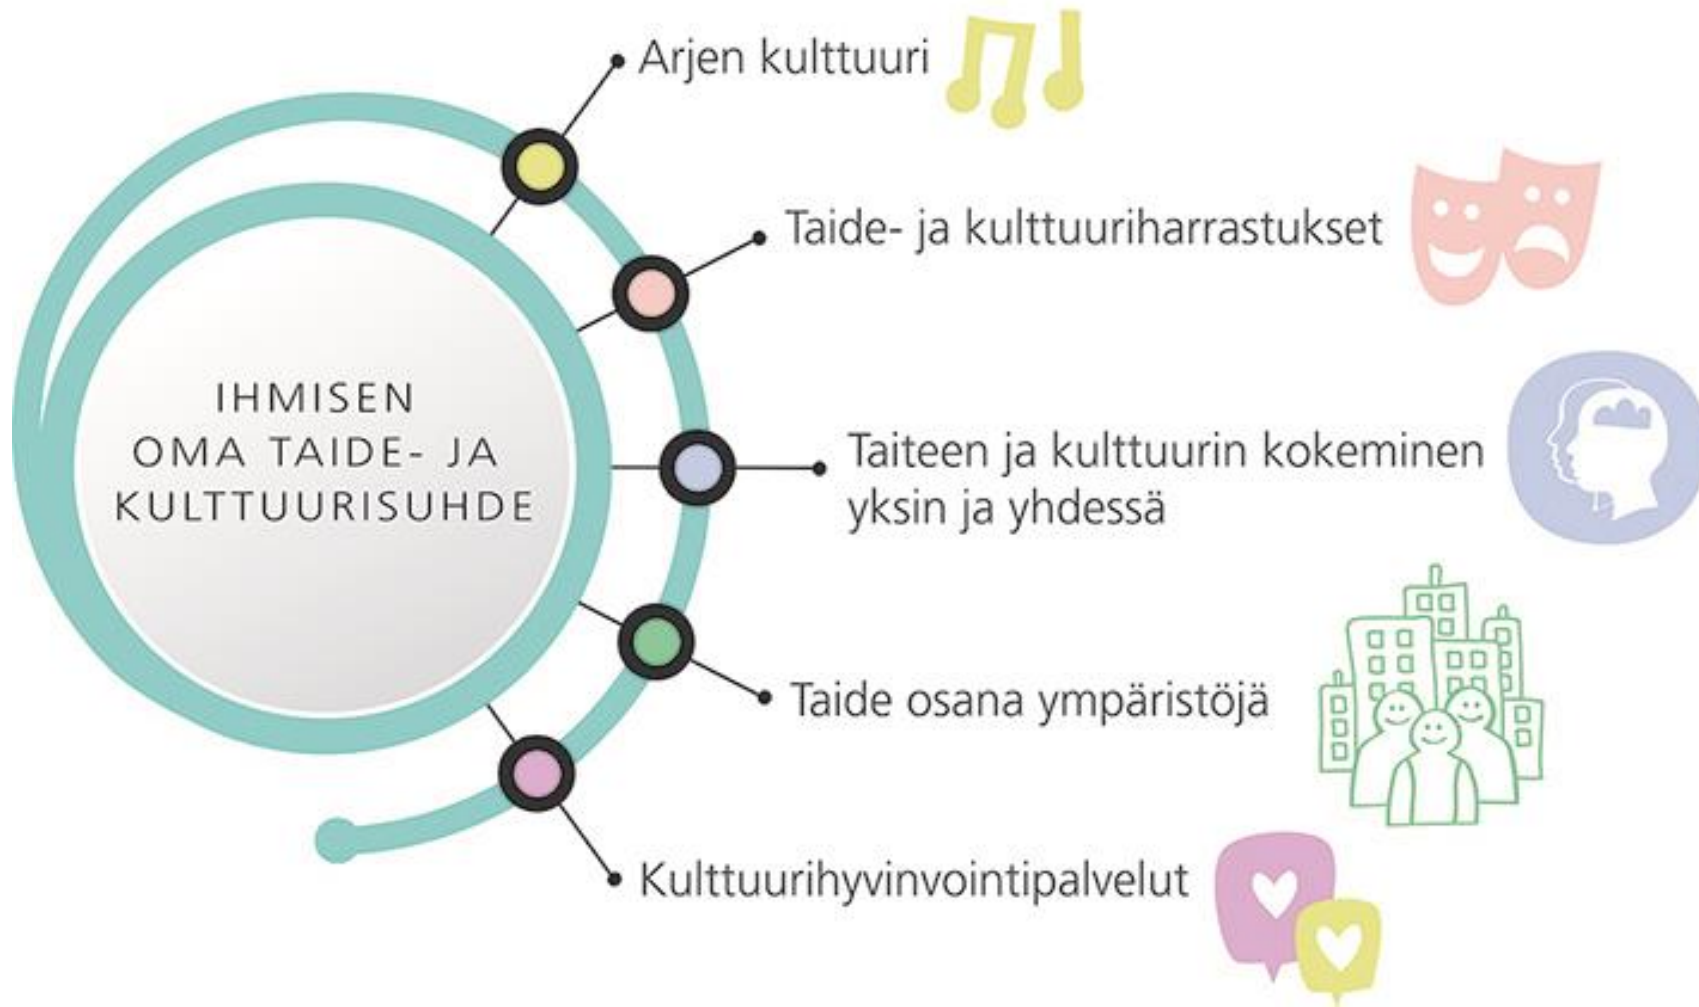 Arjen kulttuuri
Taide- ja kulttuuriharrastukset
IHMISEN
OMA TAIDE- JA
KULTTUURISUHDE
Taiteen ja kulttuurin kokeminen
yksin ja yhdessä
Taide osana ympäristöjä
Kulttuurihyvinvointipalvelut